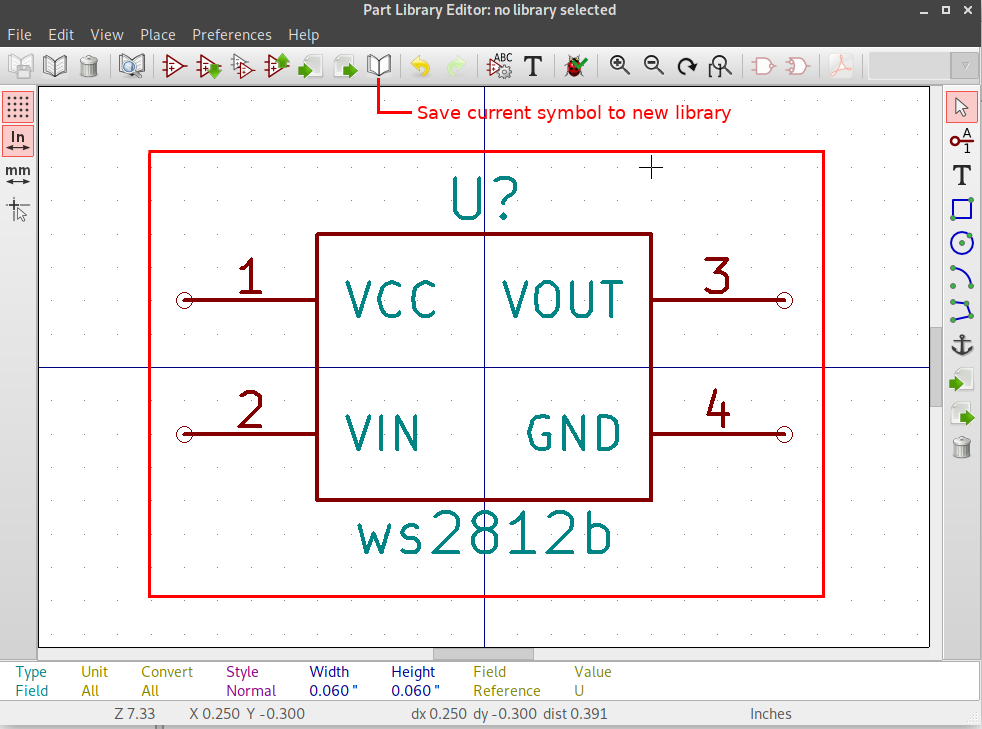 Part Library Editor: no library selected
File Edit View Place Preferences Help
ABC
T
Save current symbol to new library
In
mm
A
1
T
U?
1 VCC VOUT 3
2 VIN GND 4
ws2812b
Type Unit Convert Style Width Height Field Value
Field All All Normal 0.060 " 0.060 " Reference U
Z 7.33 X 0.250 Y -0.300 dx 0.250 dy -0.300 dist 0.391 Inches